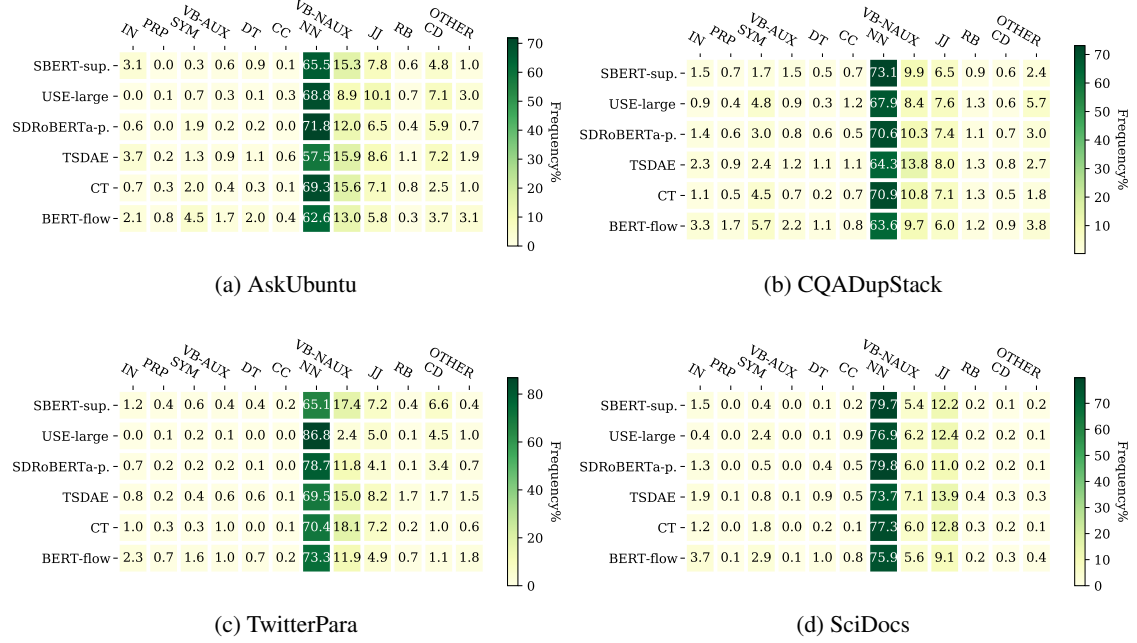 IN PRP SYM VB-AUX DT CC NN VB-NAUX JJ RB CD OTHER
SBERT-sup. 3.1 0.0 0.3 0.6 0.9 0.1 65.5 15.3 7.8 0.6 4.8 1.0
USE-large 0.0 0.1 0.7 0.3 0.1 0.3 68.8 8.9 10.1 0.7 7.1 3.0
SDRoBERTa-p. 0.6 0.0 1.9 0.2 0.2 0.0 71.8 12.0 6.5 0.4 5.9 0.7
TSDAE 3.7 0.2 1.3 0.9 1.1 0.6 57.5 15.9 8.6 1.1 7.2 1.9
CT 0.7 0.3 2.0 0.4 0.3 0.1 69.3 15.6 7.1 0.8 2.5 1.0
BERT-flow 2.1 0.8 4.5 1.7 2.0 0.4 62.6 13.0 5.8 0.3 3.7 3.1
70
60
50
40
30
20
10
0
Frequency%
(a) AskUbuntu
IN PRP SYM VB-AUX DT CC NN VB-NAUX JJ RB CD OTHER
SBERT-sup. 1.5 0.7 1.7 1.5 0.5 0.7 73.1 9.9 6.5 0.9 0.6 2.4
USE-large 0.9 0.4 4.8 0.9 0.3 1.2 67.9 8.4 7.6 1.3 0.6 5.7
SDRoBERTa-p. 1.4 0.6 3.0 0.8 0.6 0.5 70.6 10.3 7.4 1.1 0.7 3.0
TSDAE 2.3 0.9 2.4 1.2 1.1 1.1 64.3 13.8 8.0 1.3 0.8 2.7
CT 1.1 0.5 4.5 0.7 0.2 0.7 70.9 10.8 7.1 1.3 0.5 1.8
BERT-flow 3.3 1.7 5.7 2.2 1.1 0.8 63.6 9.7 6.0 1.2 0.9 3.8
70
60
50
40
30
20
10
Frequency%
(b) CQADupStack
IN PRP SYM VB-AUX DT CC NN VB-NAUX JJ RB CD OTHER
SBERT-sup. 1.2 0.4 0.6 0.4 0.4 0.2 65.1 17.4 7.2 0.4 6.6 0.4
USE-large 0.0 0.1 0.2 0.1 0.0 0.0 86.8 2.4 5.0 0.1 4.5 1.0
SDRoBERTa-p. 0.7 0.2 0.2 0.2 0.1 0.0 78.7 11.8 4.1 0.1 3.4 0.7
TSDAE 0.8 0.2 0.4 0.6 0.6 0.1 69.5 15.0 8.2 1.7 1.7 1.5
CT 1.0 0.3 0.3 1.0 0.0 0.1 70.4 18.1 7.2 0.2 1.0 0.6
BERT-flow 2.3 0.7 1.6 1.0 0.7 0.2 73.3 11.9 4.9 0.7 1.1 1.8
80
60
40
20
0
Frequency%
(c) TwitterPara
IN PRP SYM VB-AUX DT CC NN VB-NAUX JJ RB CD OTHER
SBERT-sup. 1.5 0.0 0.4 0.0 0.1 0.2 79.7 5.4 12.2 0.2 0.1 0.2
USE-large 0.4 0.0 2.4 0.0 0.1 0.9 76.9 6.2 12.4 0.2 0.2 0.1
SDRoBERTa-p. 1.3 0.0 0.5 0.0 0.4 0.5 79.8 6.0 11.0 0.2 0.2 0.1
TSDAE 1.9 0.1 0.8 0.1 0.9 0.5 73.7 7.1 13.9 0.4 0.3 0.3
CT 1.2 0.0 1.8 0.0 0.2 0.1 77.3 6.0 12.8 0.3 0.2 0.1
BERT-flow 3.7 0.1 2.9 0.1 1.0 0.8 75.9 5.6 9.1 0.2 0.3 0.4
70
60
50
40
30
20
10
0
Frequency%
(d) SciDocs